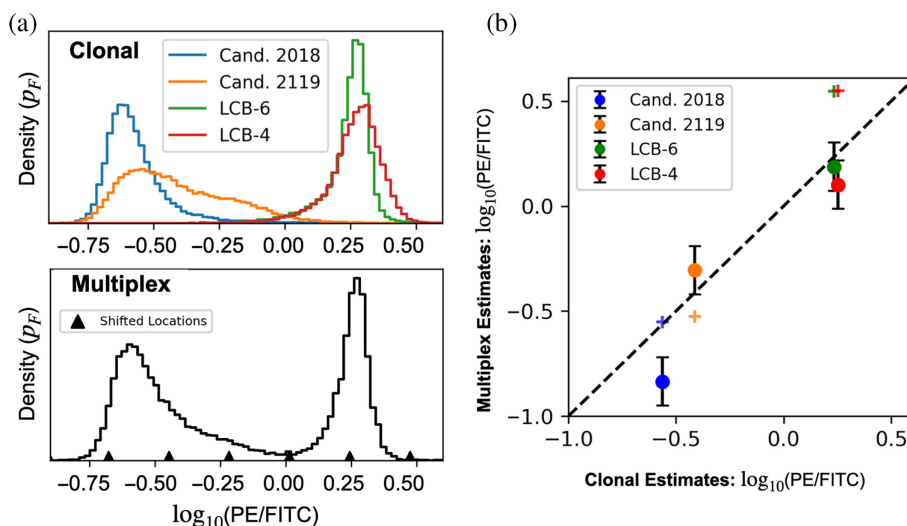 (a)
Clonal
Cand. 2018
Cand. 2119
LCB-6
LCB-4
Density (p_F)
−0.75 −0.50 −0.25 0.00 0.25 0.50
Multiplex
Shifted Locations
Density (p_F)
−0.75 −0.50 −0.25 0.00 0.25 0.50
log₁₀(PE/FITC)
(b)
Cand. 2018
Cand. 2119
LCB-6
LCB-4
Multiplex Estimates: log₁₀(PE/FITC)
0.5
0.0
−0.5
−1.0
−1.0 −0.5 0.0 0.5
Clonal Estimates: log₁₀(PE/FITC)